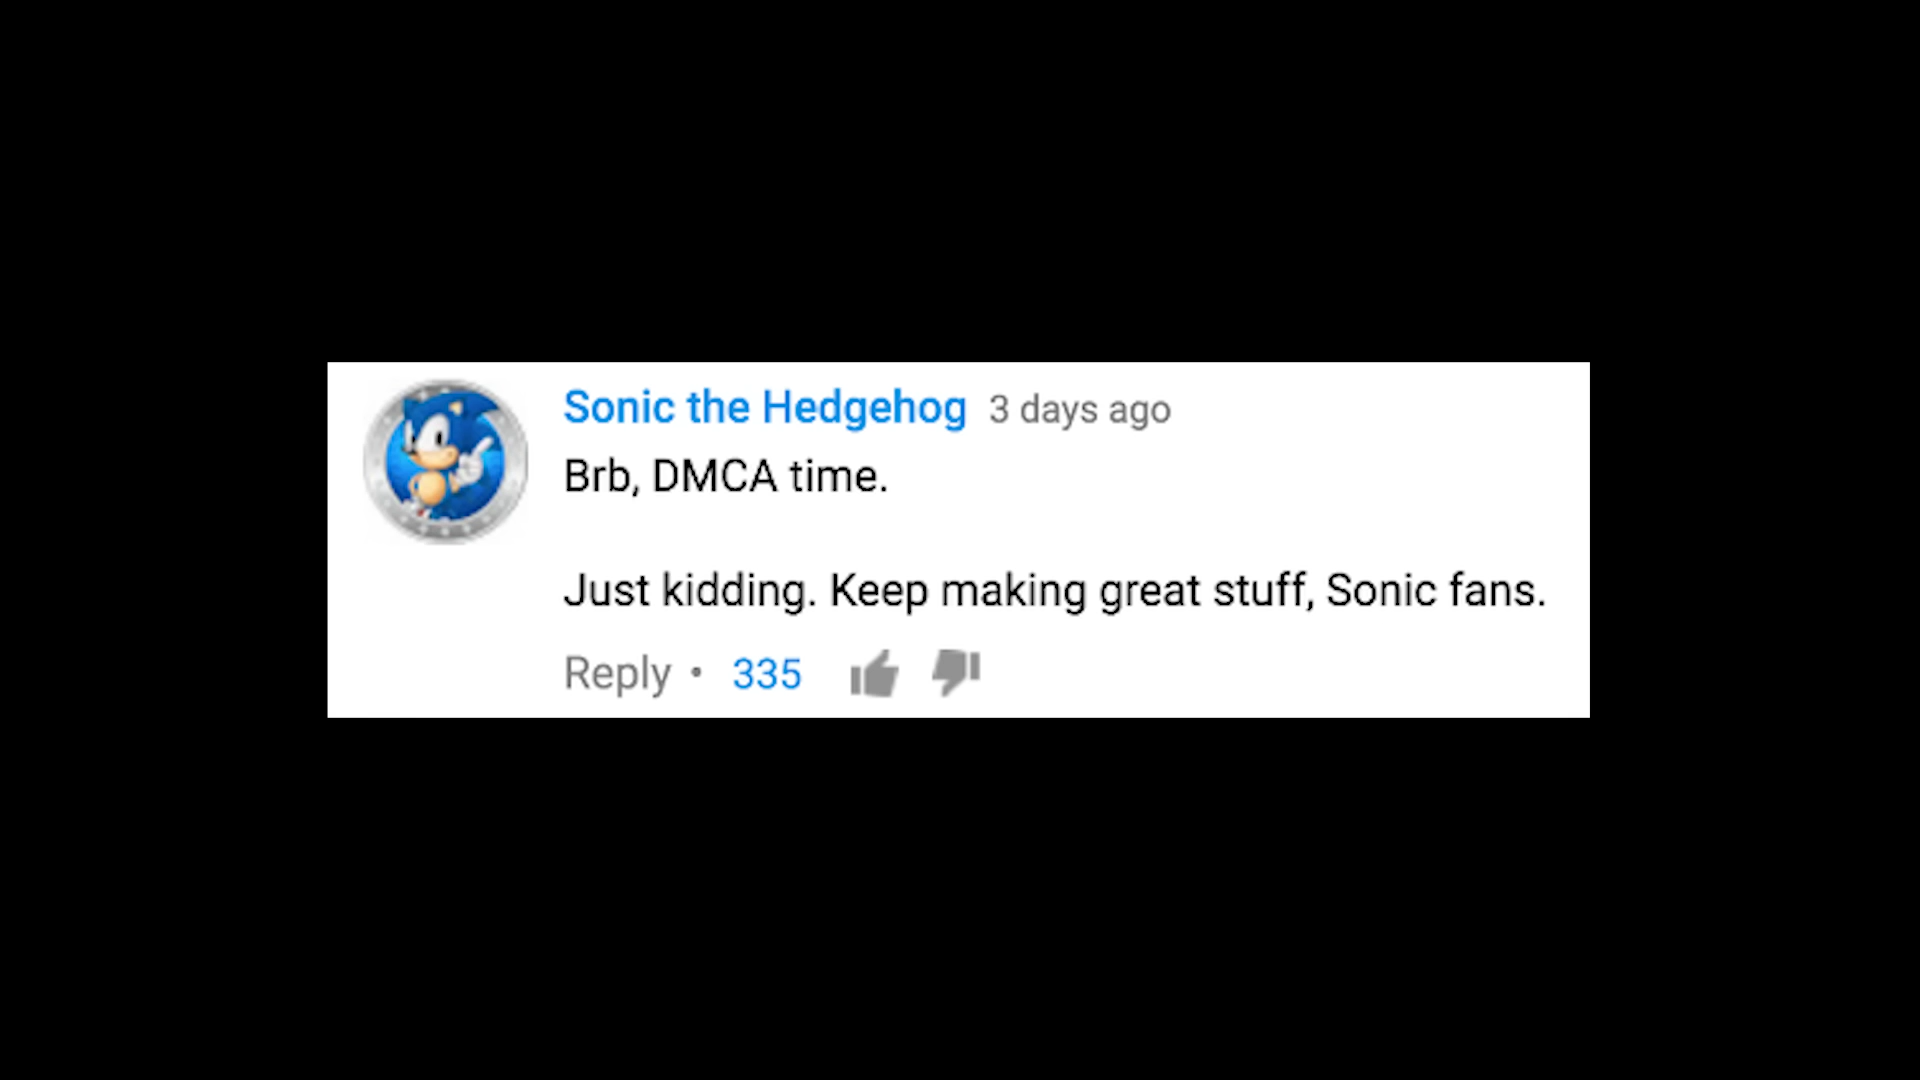 Sonic the Hedgehog 3 days ago
Brb, DMCA time.
Just kidding. Keep making great stuff, Sonic fans.
Reply • 335